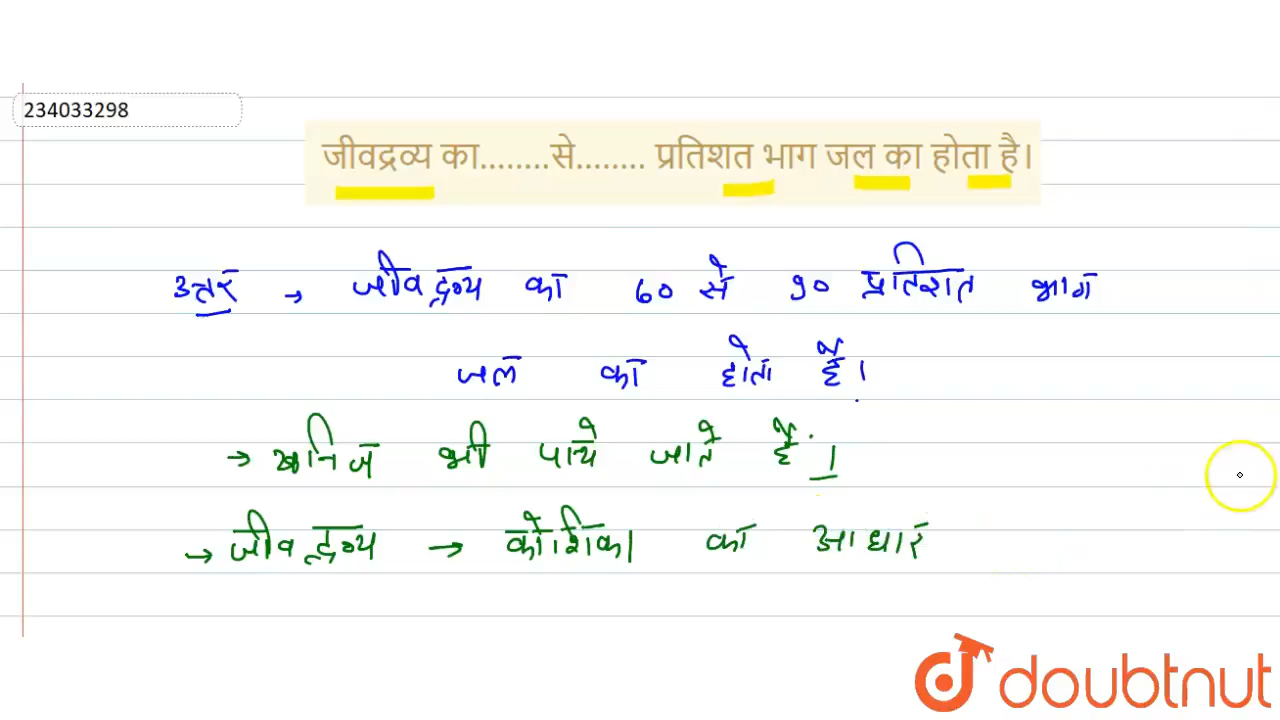 234033298
जीवद्रव्य का........से........ प्रतिशत भाग जल का होता है।
उत्तर → जीवद्रव्य का 60 से 90 प्रतिशत भाग
जल का होता है।
→ खनिज भी पाये जाते है।
→ जीवद्रव्य → कोशिका का आधार
doubtnut